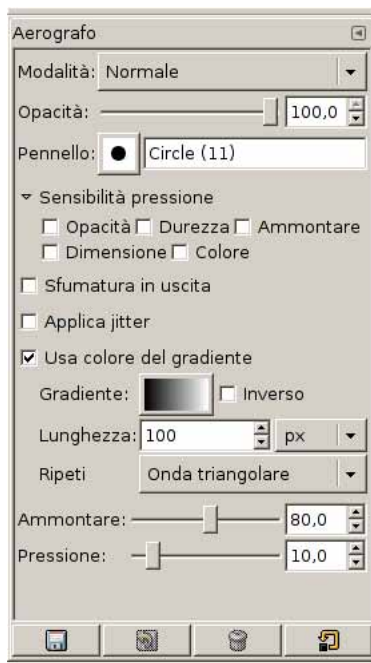 Aerografo
Modalità: Normale
Opacità: 100,0
Pennello: Circle (11)
Sensibilità pressione
Opacità Durezza Ammontare
Dimensione Colore
Sfumatura in uscita
Applica jitter
Usa colore del gradiente
Gradiente: Inverso
Lunghezza: 100 px
Ripeti Onda triangolare
Ammontare: 80,0
Pressione: 10,0